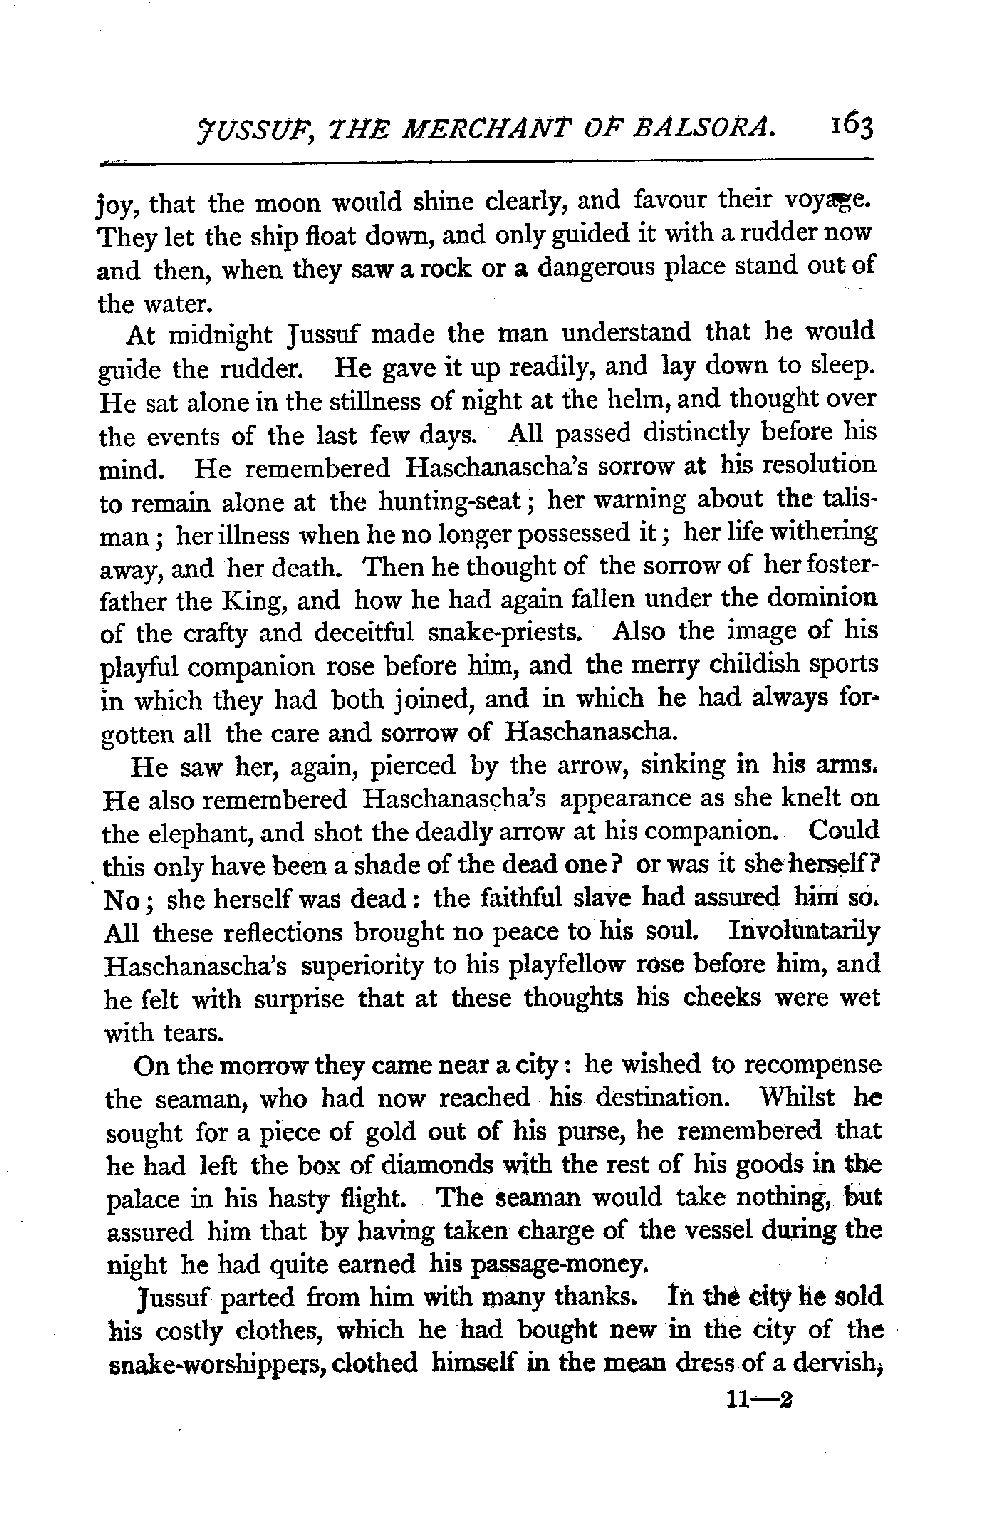 JUSSUF, THE MERCHANT OF BALSORA. 163
joy, that the moon would shine clearly, and favour their voyage.
They let the ship float down, and only guided it with a rudder now
and then, when they saw a rock or a dangerous place stand out of
the water.
At midnight Jussuf made the man understand that he would
guide the rudder. He gave it up readily, and lay down to sleep.
He sat alone in the stillness of night at the helm, and thought over
the events of the last few days. All passed distinctly before his
mind. He remembered Haschanascha's sorrow at his resolution
to remain alone at the hunting-seat; her warning about the talis-
man; her illness when he no longer possessed it; her life withering
away, and her death. Then he thought of the sorrow of her foster-
father the King, and how he had again fallen under the dominion
of the crafty and deceitful snake-priests. Also the image of his
playful companion rose before him, and the merry childish sports
in which they had both joined, and in which he had always for-
gotten all the care and sorrow of Haschanascha.
He saw her, again, pierced by the arrow, sinking in his arms.
He also remembered Haschanascha's appearance as she knelt on
the elephant, and shot the deadly arrow at his companion. Could
this only have been a shade of the dead one? or was it she herself?
No; she herself was dead: the faithful slave had assured him so.
All these reflections brought no peace to his soul. Involuntarily
Haschanascha's superiority to his playfellow rose before him, and
he felt with surprise that at these thoughts his cheeks were wet
with tears.
On the morrow they came near a city: he wished to recompense
the seaman, who had now reached his destination. Whilst he
sought for a piece of gold out of his purse, he remembered that
he had left the box of diamonds with the rest of his goods in the
palace in his hasty flight. The seaman would take nothing, but
assured him that by having taken charge of the vessel during the
night he had quite earned his passage-money.
Jussuf parted from him with many thanks. In the city he sold
his costly clothes, which he had bought new in the city of the
snake-worshippers, clothed himself in the mean dress of a dervish,
11—2